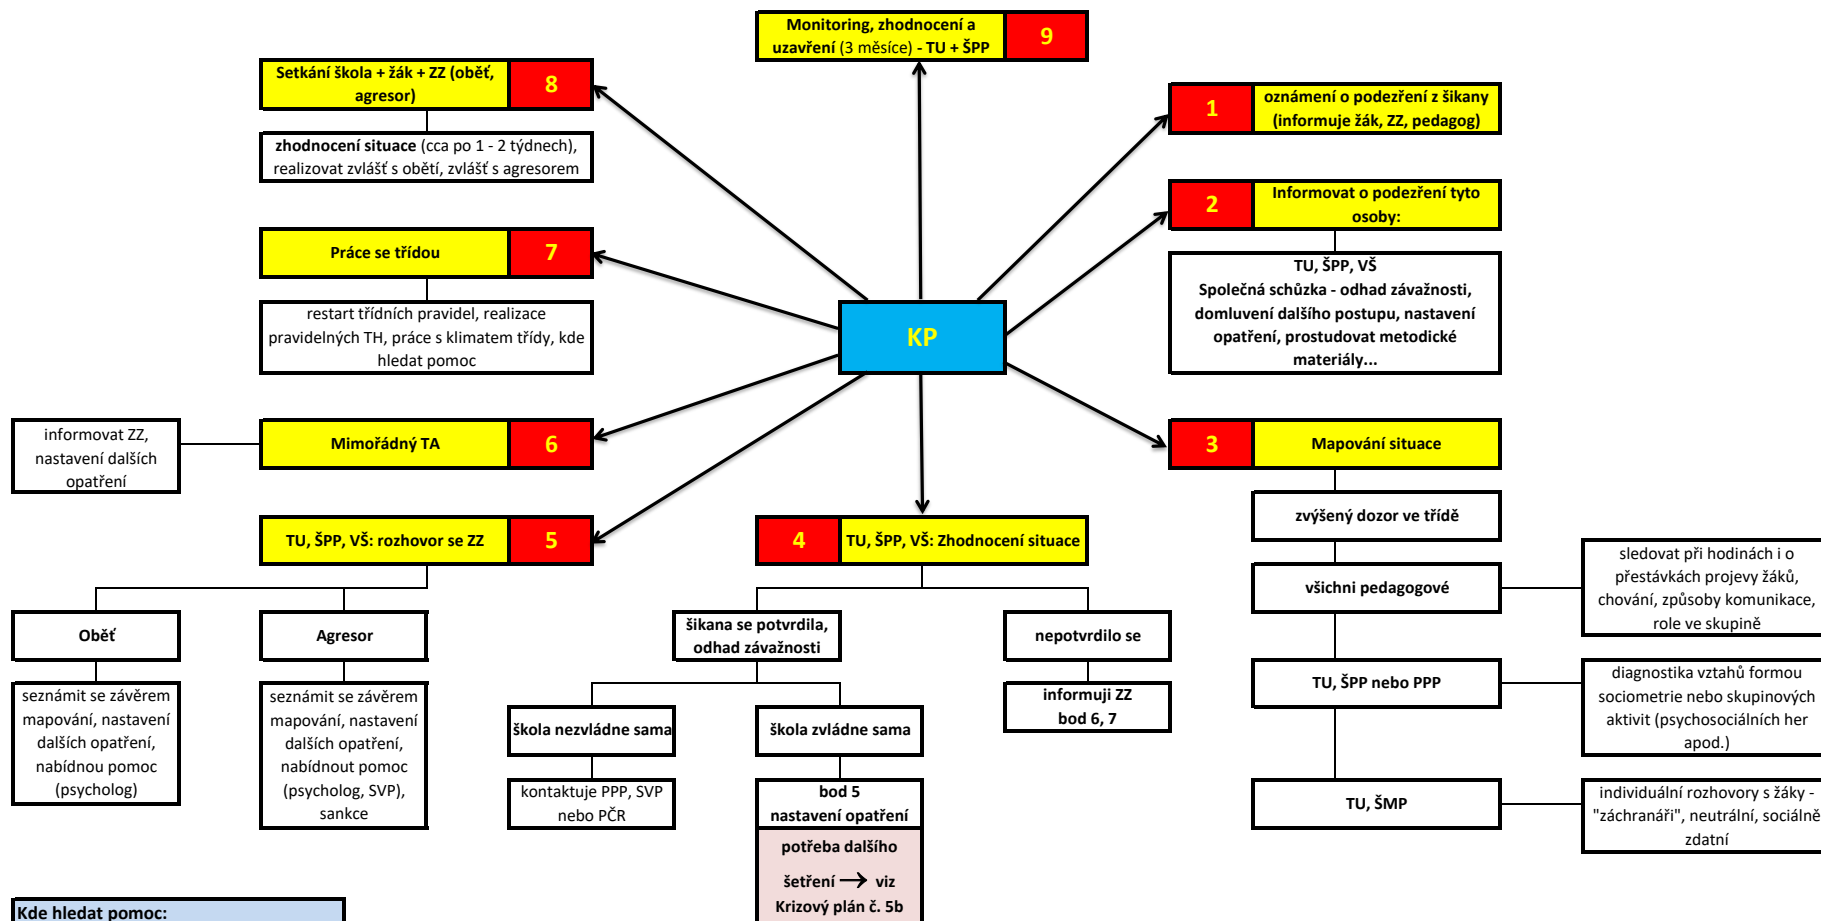 Monitoring, zhodnocení a
uzavření (3 měsíce) - TU + ŠPP
9
Setkání škola + žák + ZZ (oběť,
agresor)
8
zhodnocení situace (cca po 1 - 2 týdnech),
realizovat zvlášť s obětí, zvlášť s agresorem
1
oznámení o podezření z šikany
(informuje žák, ZZ, pedagog)
2
Informovat o podezření tyto
osoby:
TU, ŠPP, VŠ
Společná schůzka - odhad závažnosti,
domluvení dalšího postupu, nastavení
opatření, prostudovat metodické
materiály...
Práce se třídou
7
restart třídních pravidel, realizace
pravidelných TH, práce s klimatem třídy, kde
hledat pomoc
KP
informovat ZZ,
nastavení dalších
opatření
Mimořádný TA
6
3
Mapování situace
zvýšený dozor ve třídě
všichni pedagogové
sledovat při hodinách i o
přestávkách projevy žáků,
chování, způsoby komunikace,
role ve skupině
TU, ŠPP nebo PPP
diagnostika vztahů formou
sociometrie nebo skupinových
aktivit (psychosociálních her
apod.)
TU, ŠMP
individuální rozhovory s žáky -
"záchranáři", neutrální, sociálně
zdatní
TU, ŠPP, VŠ: rozhovor se ZZ
5
Oběť
seznámit se závěrem
mapování, nastavení
dalších opatření,
nabídnou pomoc
(psycholog)
Agresor
seznámit se závěrem
mapování, nastavení
dalších opatření,
nabídnout pomoc
(psycholog, SVP),
sankce
4
TU, ŠPP, VŠ: Zhodnocení situace
šikana se potvrdila,
odhad závažnosti
nepotvrdilo se
informuji ZZ
bod 6, 7
škola nezvládne sama
kontaktuje PPP, SVP
nebo PČR
škola zvládne sama
bod 5
nastavení opatření
potřeba dalšího
šetření → viz
Krizový plán č. 5b
Kde hledat pomoc: